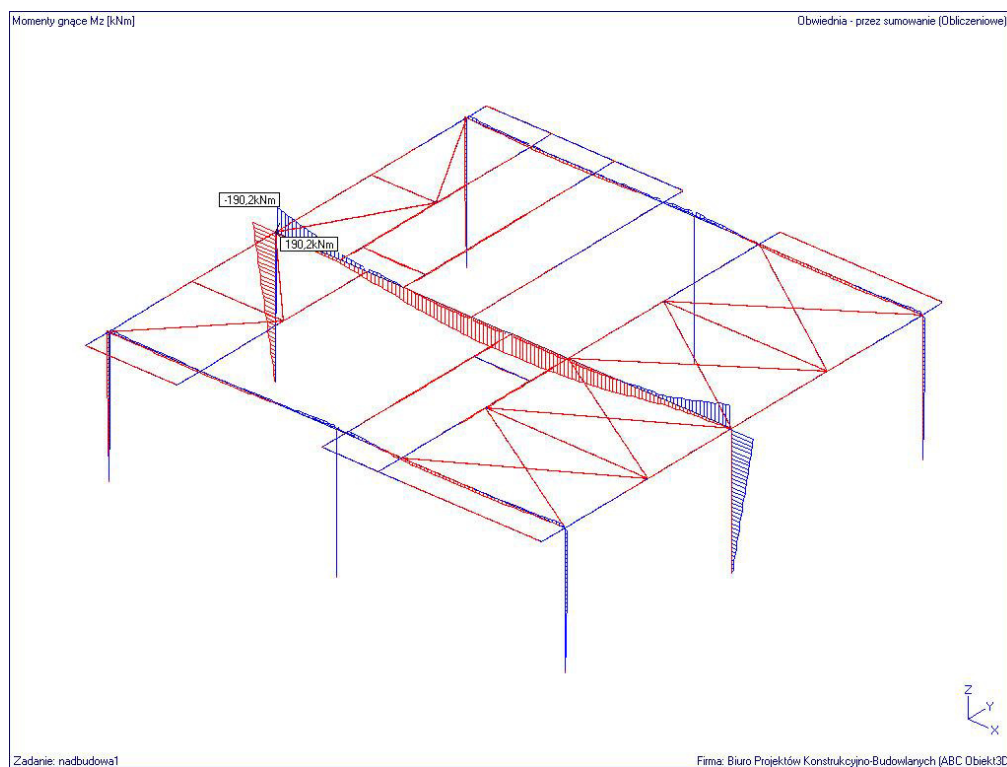 Momenty gnące Mz [kNm]
Obwiednia - przez sumowanie (Obliczeniowe)
-190,2kNm
190,2kNm
Z
Y
X
Zadanie: nadbudowa1
Firma: Biuro Projektów Konstrukcyjno-Budowlanych (ABC Obiekt3D